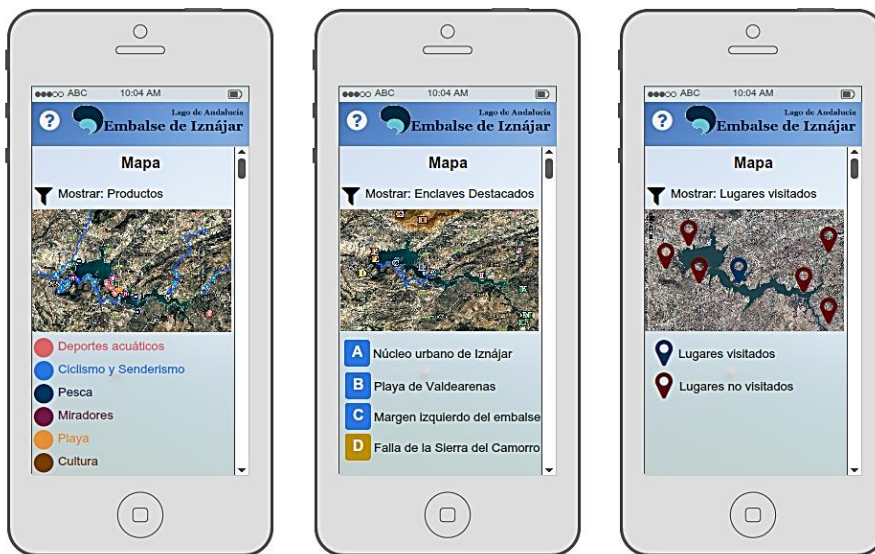 ABC 10:04 AM
?
Lago de Andalucía
Embalse de Iznájar
Mapa
Mostrar: Productos
Deportes acuáticos
Ciclismo y Senderismo
Pesca
Miradores
Playa
Cultura
ABC 10:04 AM
?
Lago de Andalucía
Embalse de Iznájar
Mapa
Mostrar: Enclaves Destacados
A Núcleo urbano de Iznájar
B Playa de Valdearenas
C Margen izquierdo del embalse
D Falla de la Sierra del Camorro
ABC 10:04 AM
?
Lago de Andalucía
Embalse de Iznájar
Mapa
Mostrar: Lugares visitados
Lugares visitados
Lugares no visitados